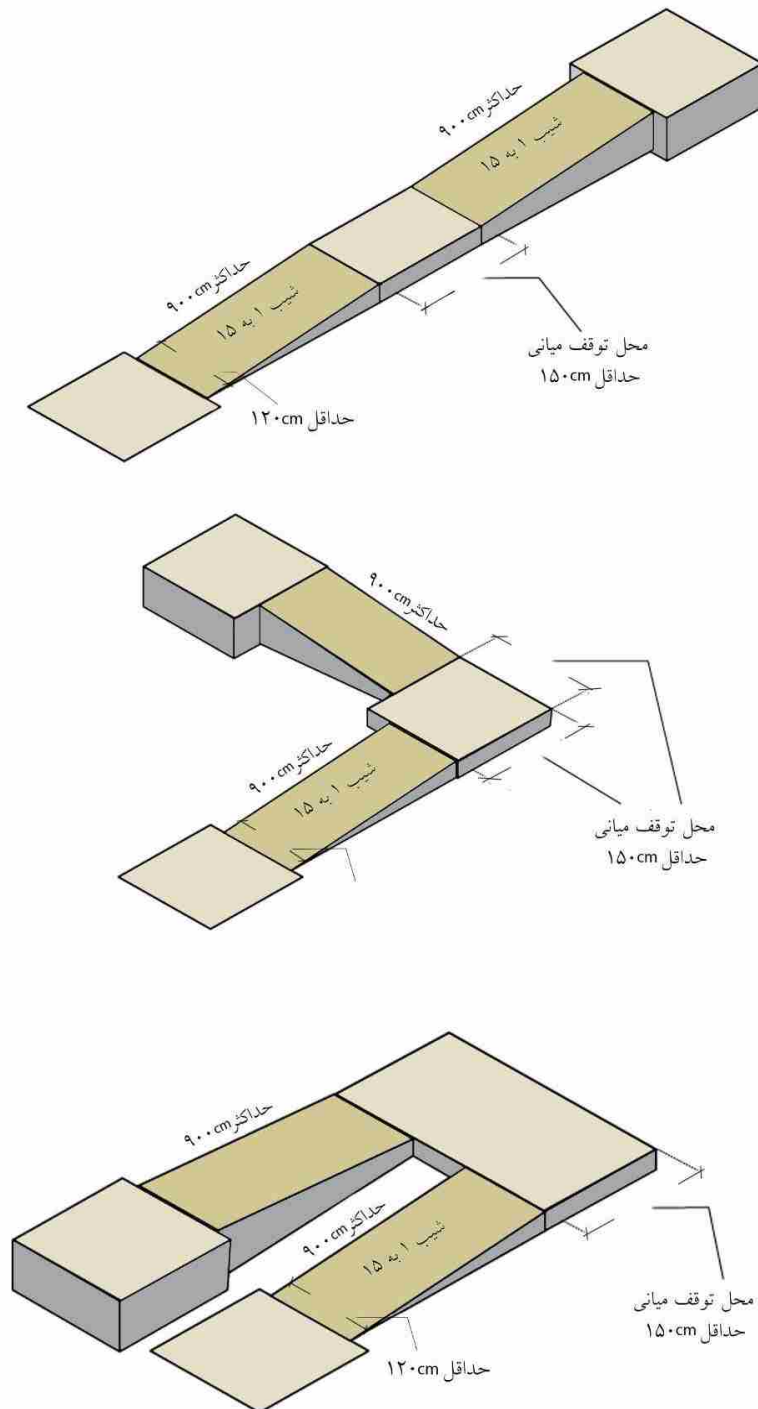 حداکثر ۹۰۰cm
شیب ۱ به ۱۵
حداکثر ۹۰۰cm
شیب ۱ به ۱۵
محل توقف میانی
حداقل ۱۵۰cm
حداقل ۱۲۰cm
حداکثر ۹۰۰cm
حداکثر ۹۰۰cm
شیب ۱ به ۱۵
محل توقف میانی
حداقل ۱۵۰cm
حداکثر ۹۰۰cm
حداکثر ۹۰۰cm
شیب ۱ به ۱۵
محل توقف میانی
حداقل ۱۵۰cm
حداقل ۱۲۰cm